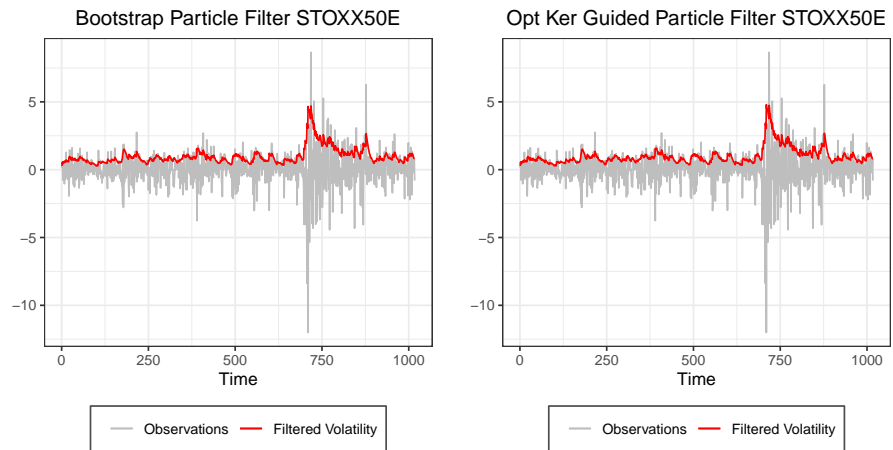 Bootstrap Particle Filter STOXX50E
5
0
−5
−10
0 250 500 750 1000
Time
Observations Filtered Volatility
Opt Ker Guided Particle Filter STOXX50E
5
0
−5
−10
0 250 500 750 1000
Time
Observations Filtered Volatility